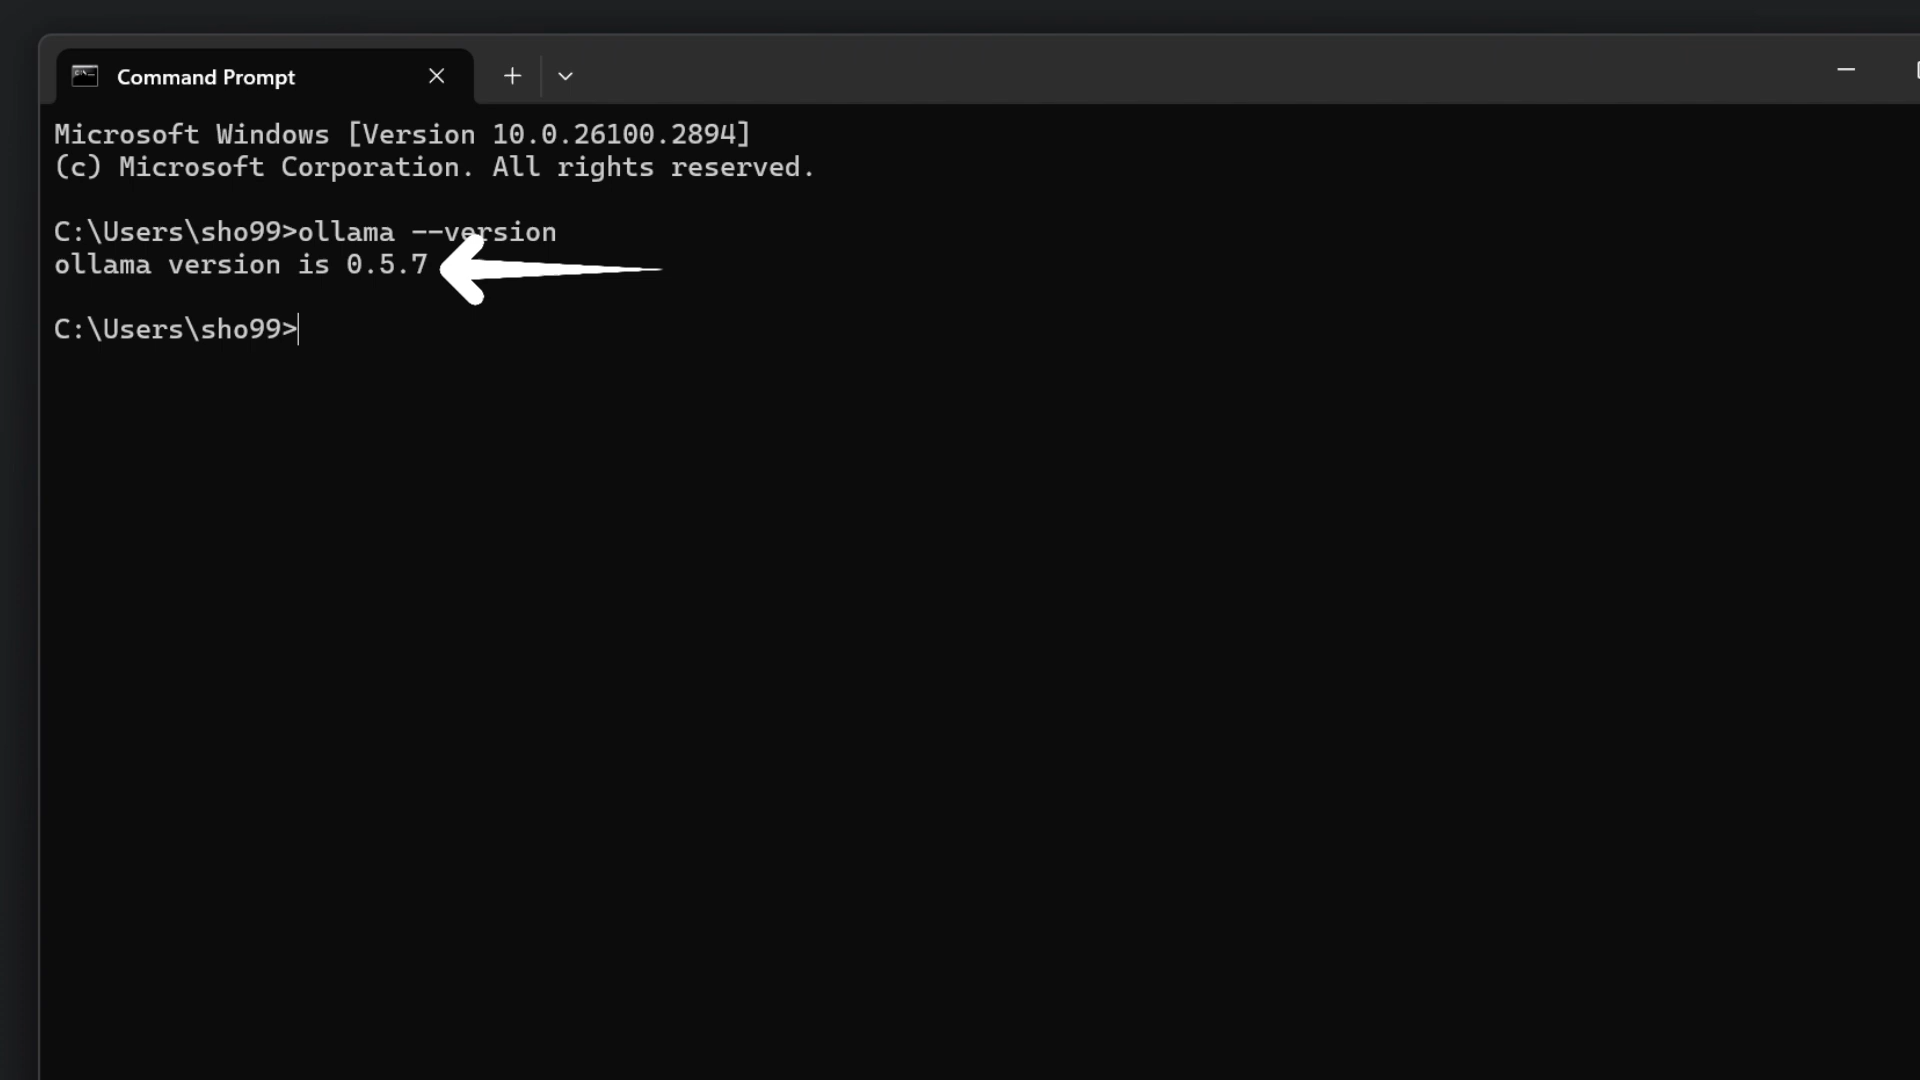 Command Prompt
Microsoft Windows [Version 10.0.26100.2894]
(c) Microsoft Corporation. All rights reserved.
C:\Users\sho99>ollama --version
ollama version is 0.5.7
C:\Users\sho99>